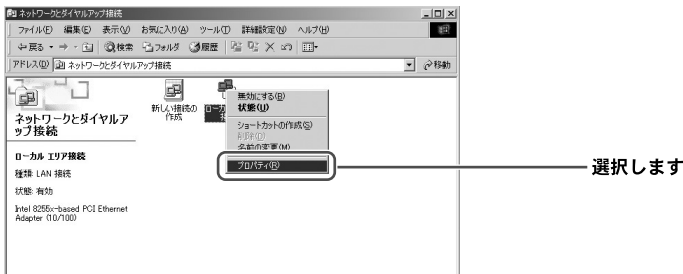 ネットワークとダイヤルアップ接続
ファイル(F) 編集(E) 表示(V) お気に入り(A) ツール(T) 詳細設定(N) ヘルプ(H)
戻る 検索 フォルダ 履歴
アドレス(D) ネットワークとダイヤルアップ接続 移動
ネットワークとダイヤルア
ップ接続
ローカル エリア接続
種類: LAN 接続
状態: 有効
Intel 8255x-based PCI Ethernet
Adapter (10/100)
新しい接続の
作成
無効にする(B)
状態(U)
ショートカットの作成(S)
削除(D)
名前の変更(M)
プロパティ(R)
選択します